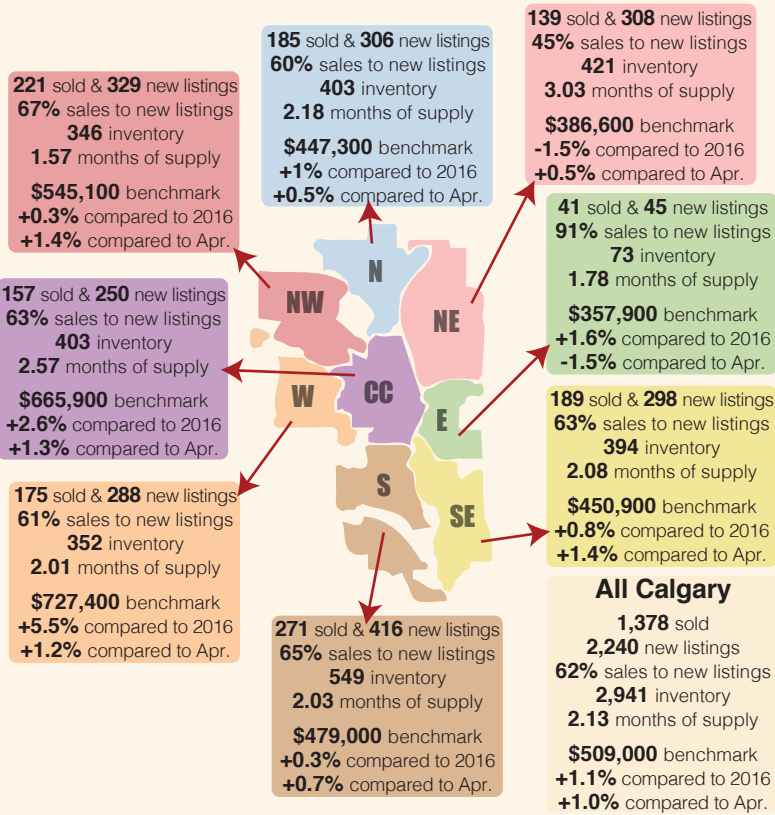 185 sold & 306 new listings
60% sales to new listings
403 inventory
2.18 months of supply
$447,300 benchmark
+1% compared to 2016
+0.5% compared to Apr.
139 sold & 308 new listings
45% sales to new listings
421 inventory
3.03 months of supply
$386,600 benchmark
-1.5% compared to 2016
+0.5% compared to Apr.
221 sold & 329 new listings
67% sales to new listings
346 inventory
1.57 months of supply
$545,100 benchmark
+0.3% compared to 2016
+1.4% compared to Apr.
41 sold & 45 new listings
91% sales to new listings
73 inventory
1.78 months of supply
$357,900 benchmark
+1.6% compared to 2016
-1.5% compared to Apr.
N
NW
NE
W
CC
E
S
SE
157 sold & 250 new listings
63% sales to new listings
403 inventory
2.57 months of supply
$665,900 benchmark
+2.6% compared to 2016
+1.3% compared to Apr.
189 sold & 298 new listings
63% sales to new listings
394 inventory
2.08 months of supply
$450,900 benchmark
+0.8% compared to 2016
+1.4% compared to Apr.
175 sold & 288 new listings
61% sales to new listings
352 inventory
2.01 months of supply
$727,400 benchmark
+5.5% compared to 2016
+1.2% compared to Apr.
271 sold & 416 new listings
65% sales to new listings
549 inventory
2.03 months of supply
$479,000 benchmark
+0.3% compared to 2016
+0.7% compared to Apr.
All Calgary
1,378 sold
2,240 new listings
62% sales to new listings
2,941 inventory
2.13 months of supply
$509,000 benchmark
+1.1% compared to 2016
+1.0% compared to Apr.